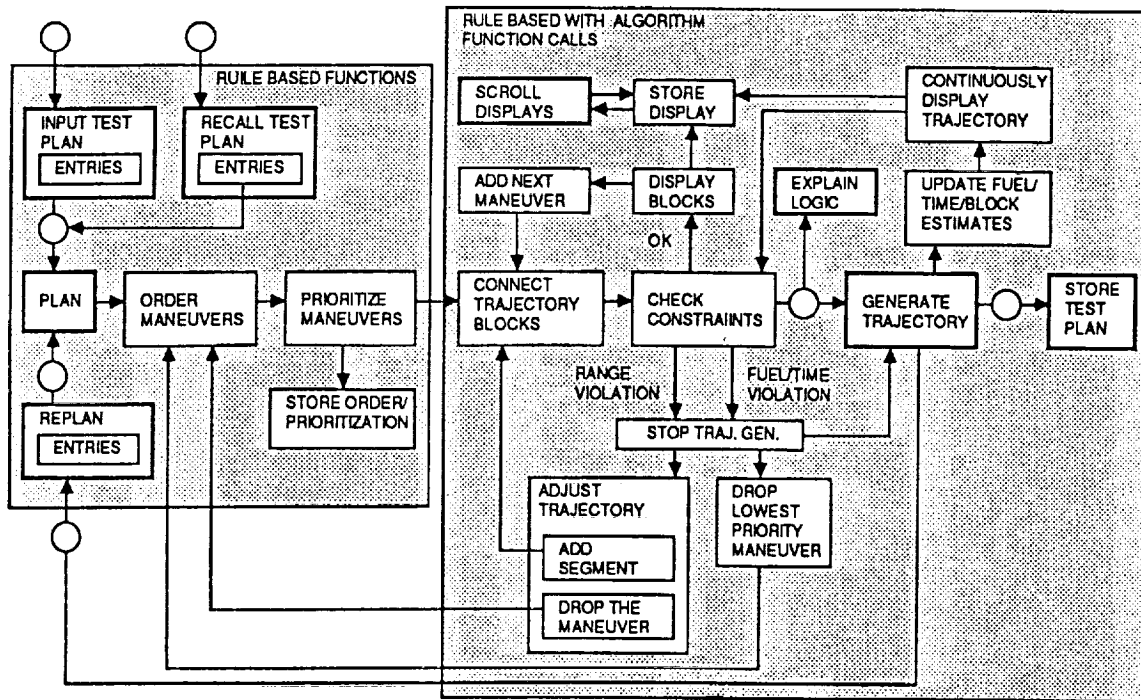 RULE BASED WITH ALGORITHM
FUNCTION CALLS
RUILE BASED FUNCTIONS
INPUT TEST
PLAN
ENTRIES
RECALL TEST
PLAN
ENTRIES
SCROLL
DISPLAYS
STORE
DISPLAY
CONTINUOUSLY
DISPLAY
TRAJECTORY
ADD NEXT
MANEUVER
DISPLAY
BLOCKS
EXPLAIN
LOGIC
UPDATE FUEL/
TIME/BLOCK
ESTIMATES
OK
PLAN
ORDER
MANEUVERS
PRIORITIZE
MANEUVERS
CONNECT
TRAJECTORY
BLOCKS
CHECK
CONSTRAIINTS
GENERATE
TRAJECTORY
STORE
TEST
PLAN
RANGE
VIOLATION
FUEL/TIME
VIOLATION
REPLAN
ENTRIES
STORE ORDER/
PRIORITIZATION
STOP TRAJ. GEN.
ADJUST
TRAJECTORY
ADD
SEGMENT
DROP THE
MANEUVER
DROP
LOWEST
PRIORITY
MANEUVER